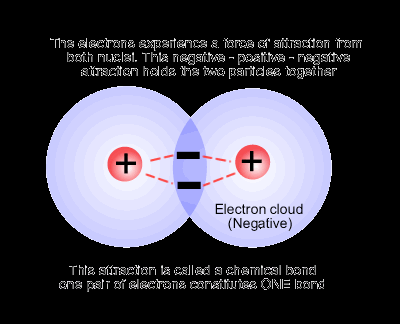 The electrons experience a force of attraction from
both nuclei. This negative - positive - negative
attraction holds the two particles together
+
+
Electron cloud
(Negative)
This attraction is called a chemical bond
one pair of electrons constitutes ONE bond